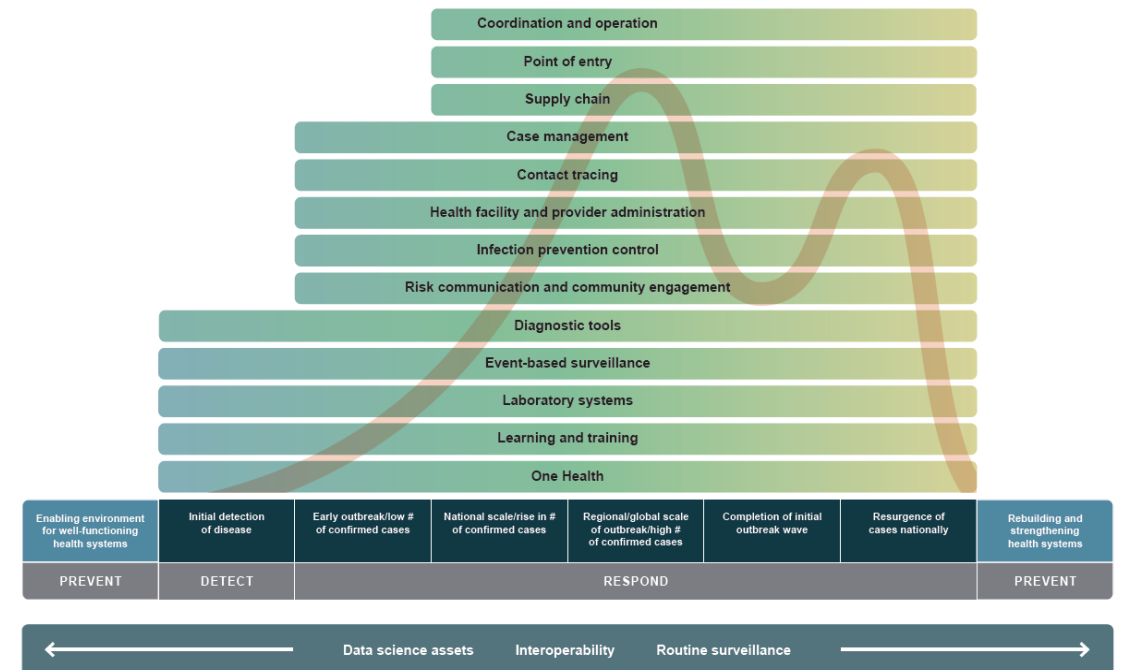 Coordination and operation
Point of entry
Supply chain
Case management
Contact tracing
Health facility and provider administration
Infection prevention control
Risk communication and community engagement
Diagnostic tools
Event-based surveillance
Laboratory systems
Learning and training
One Health
Enabling environment
for well-functioning
health systems
Initial detection
of disease
Early outbreak/low #
of confirmed cases
National scale/rise in #
of confirmed cases
Regional/global scale
of outbreak/high #
of confirmed cases
Completion of initial
outbreak wave
Resurgence of
cases nationally
Rebuilding and
strengthening
health systems
PREVENT
DETECT
RESPOND
PREVENT
Data science assets Interoperability Routine surveillance